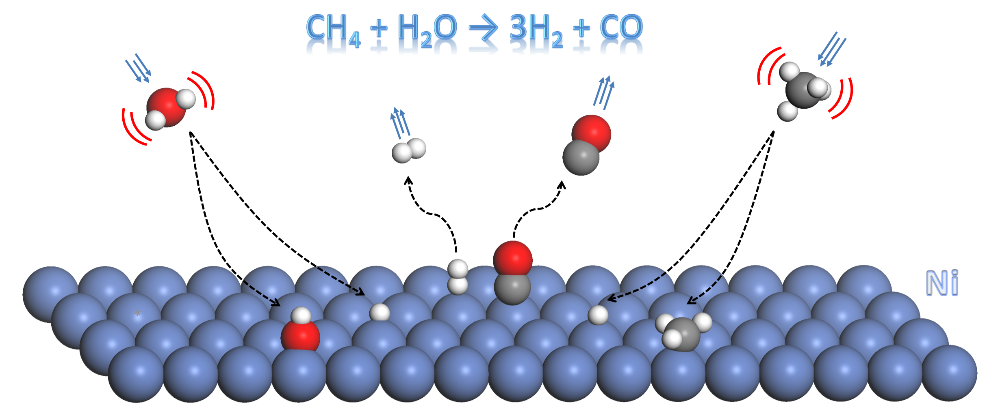 CH₄ + H₂O → 3H₂ + CO
Ni
*